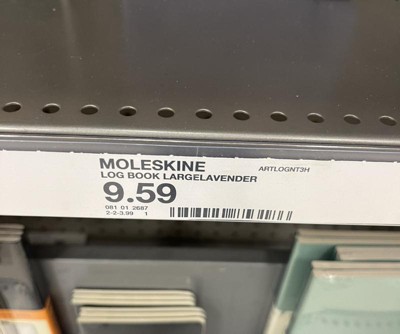 MOLESKINE ARTLOGNT3H
LOG BOOK LARGELAVENDER
9.59
081 01 2687
2-2-3.99 1